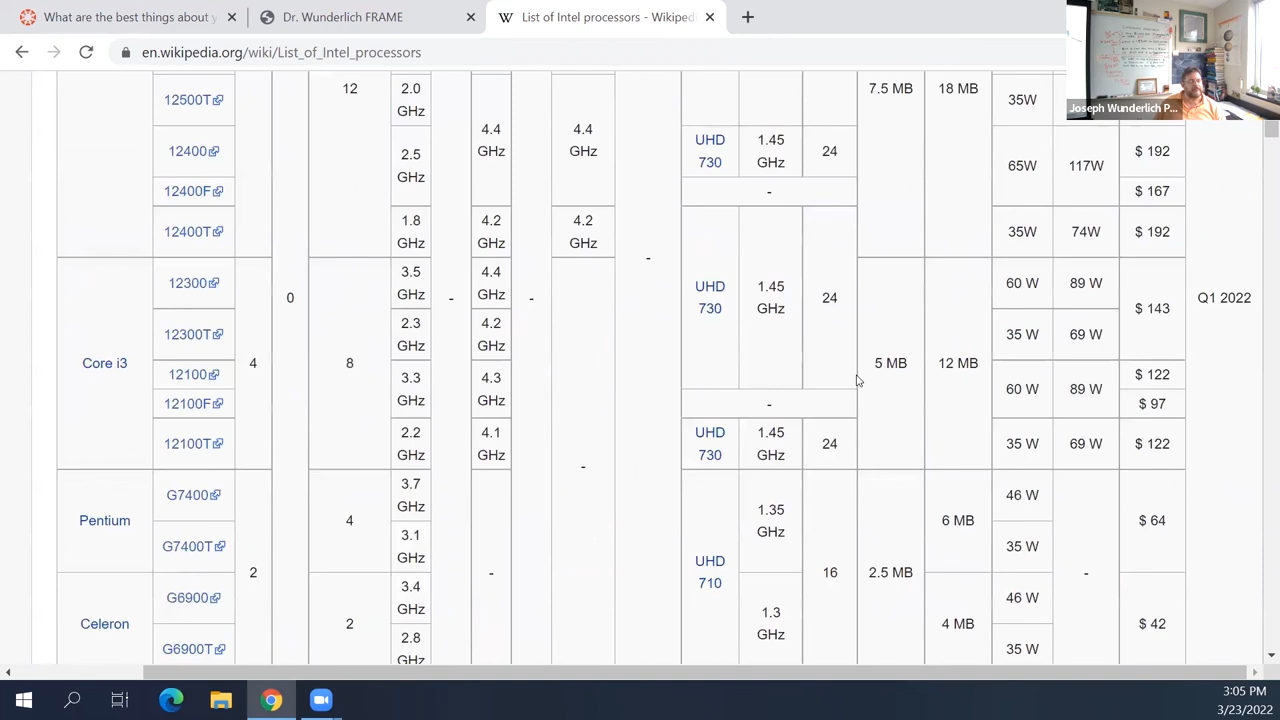 What are the best things about y
Dr. Wunderlich FRAME
List of Intel processors - Wikiped
en.wikipedia.org/wiki/List_of_Intel_processors
Joseph Wunderlich P...
12500T
12
2.0 GHz
7.5 MB
18 MB
35W
4.4 GHz
4.4 GHz
12400
2.5 GHz
UHD 730
1.45 GHz
24
65W
117W
$ 192
12400F
-
$ 167
12400T
1.8 GHz
4.2 GHz
4.2 GHz
-
35W
74W
$ 192
Core i3
12300
4
0
8
3.5 GHz
-
4.4 GHz
-
UHD 730
1.45 GHz
24
5 MB
12 MB
60 W
89 W
$ 143
Q1 2022
12300T
2.3 GHz
4.2 GHz
35 W
69 W
12100
3.3 GHz
4.3 GHz
60 W
89 W
$ 122
12100F
-
$ 97
12100T
2.2 GHz
4.1 GHz
-
UHD 730
1.45 GHz
24
35 W
69 W
$ 122
Pentium
G7400
2
4
3.7 GHz
-
UHD 710
1.35 GHz
16
2.5 MB
6 MB
46 W
-
$ 64
G7400T
3.1 GHz
35 W
Celeron
G6900
2
3.4 GHz
1.3 GHz
4 MB
46 W
$ 42
G6900T
2.8 GHz
35 W
3:05 PM
3/23/2022